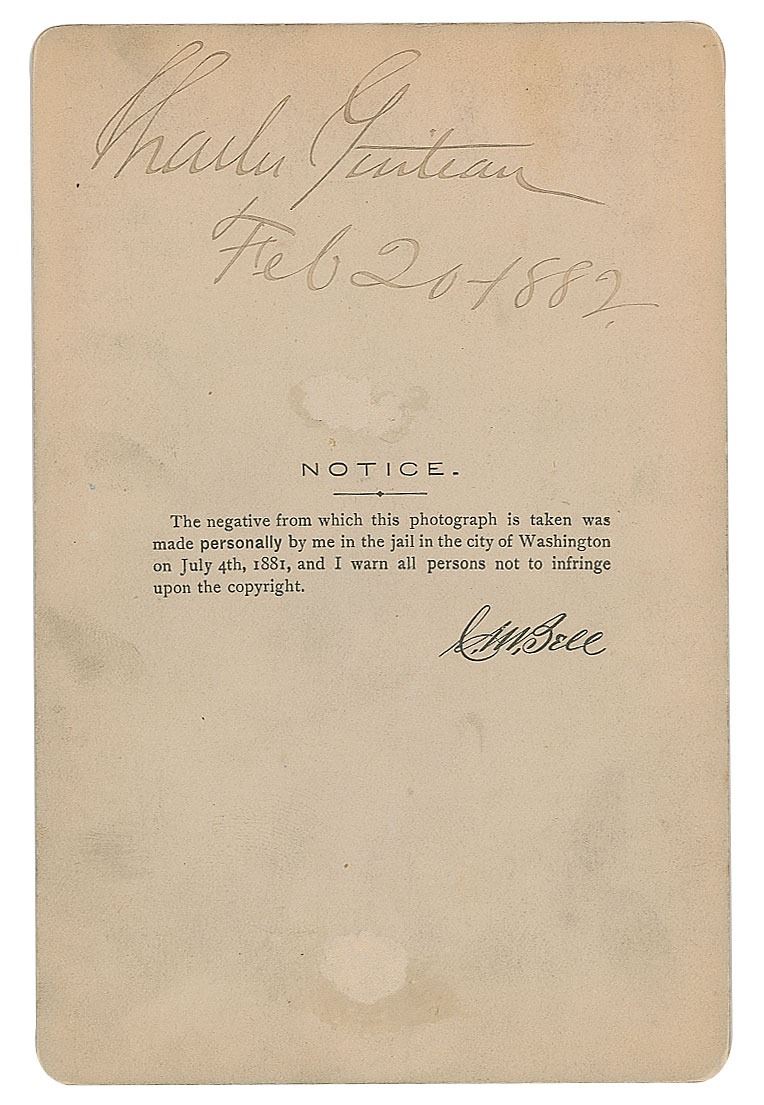 Charles Guiteau
Feb 20-1882
NOTICE.
The negative from which this photograph is taken was
made personally by me in the jail in the city of Washington
on July 4th, 1881, and I warn all persons not to infringe
upon the copyright.
C.M. Bell